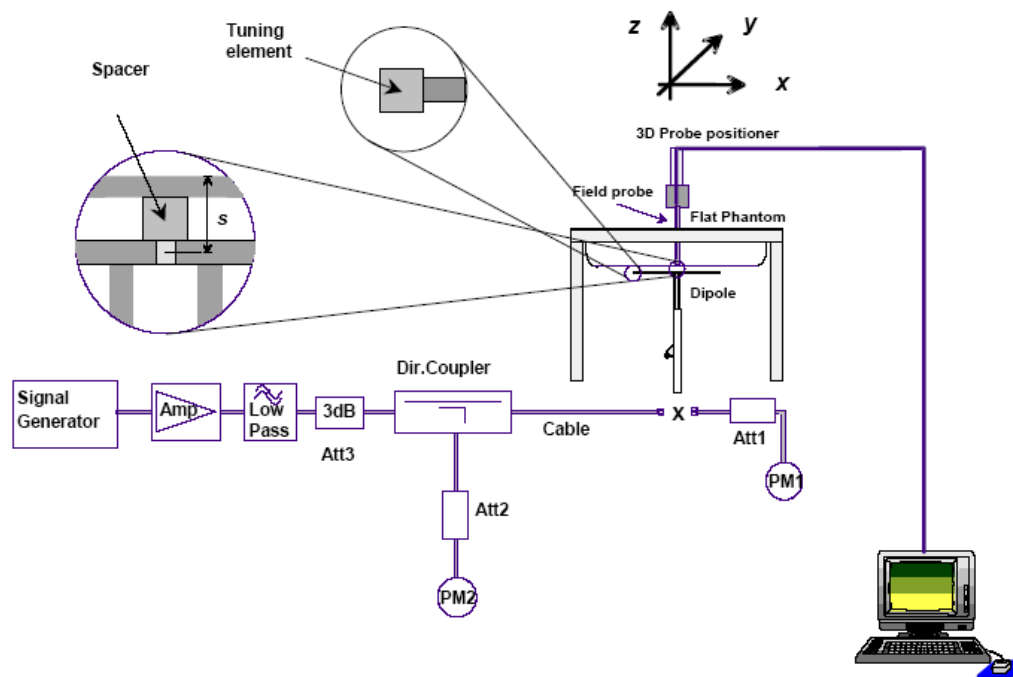 Tuning
element
Spacer
z
y
x
3D Probe positioner
Field probe
Flat Phantom
s
Dipole
Dir.Coupler
Signal
Generator
Amp
Low
Pass
3dB
Att3
Cable
X
Att1
PM1
Att2
PM2